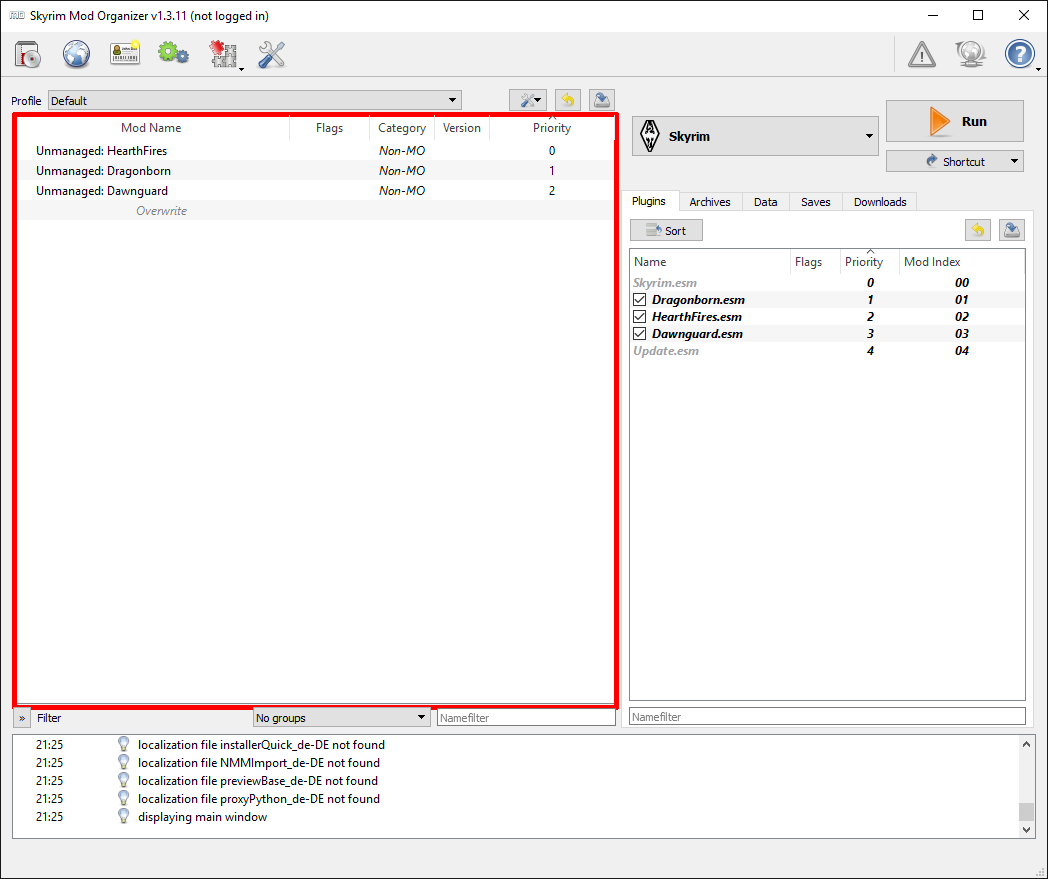 Skyrim Mod Organizer v1.3.11 (not logged in)
Profile Default
Mod Name Flags Category Version Priority
Unmanaged: HearthFires Non-MO 0
Unmanaged: Dragonborn Non-MO 1
Unmanaged: Dawnguard Non-MO 2
Overwrite
» Filter No groups Namefilter
Skyrim
Run
Shortcut
Plugins Archives Data Saves Downloads
Sort
Name Flags Priority Mod Index
Skyrim.esm 0 00
Dragonborn.esm 1 01
HearthFires.esm 2 02
Dawnguard.esm 3 03
Update.esm 4 04
Namefilter
21:25 localization file installerQuick_de-DE not found
21:25 localization file NMMImport_de-DE not found
21:25 localization file previewBase_de-DE not found
21:25 localization file proxyPython_de-DE not found
21:25 displaying main window